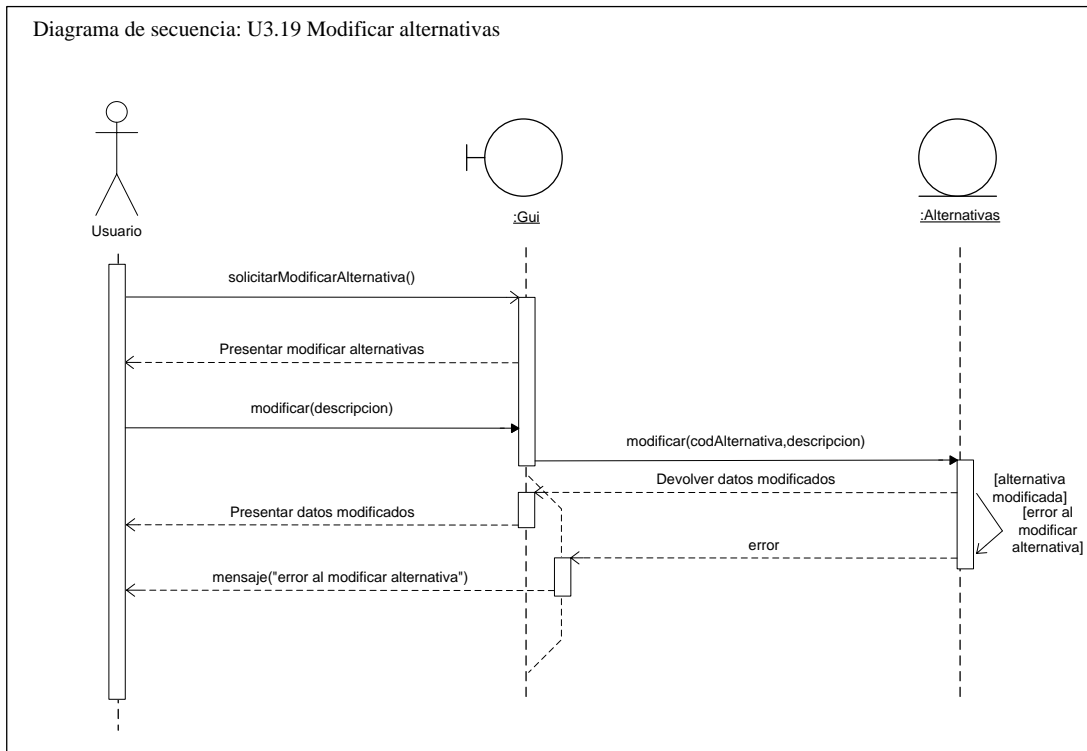 Diagrama de secuencia: U3.19 Modificar alternativas
Usuario
:Gui
:Alternativas
solicitarModificarAlternativa()
Presentar modificar alternativas
modificar(descripcion)
modificar(codAlternativa,descripcion)
Devolver datos modificados
[alternativa
modificada]
[error al
modificar
alternativa]
Presentar datos modificados
error
mensaje("error al modificar alternativa")